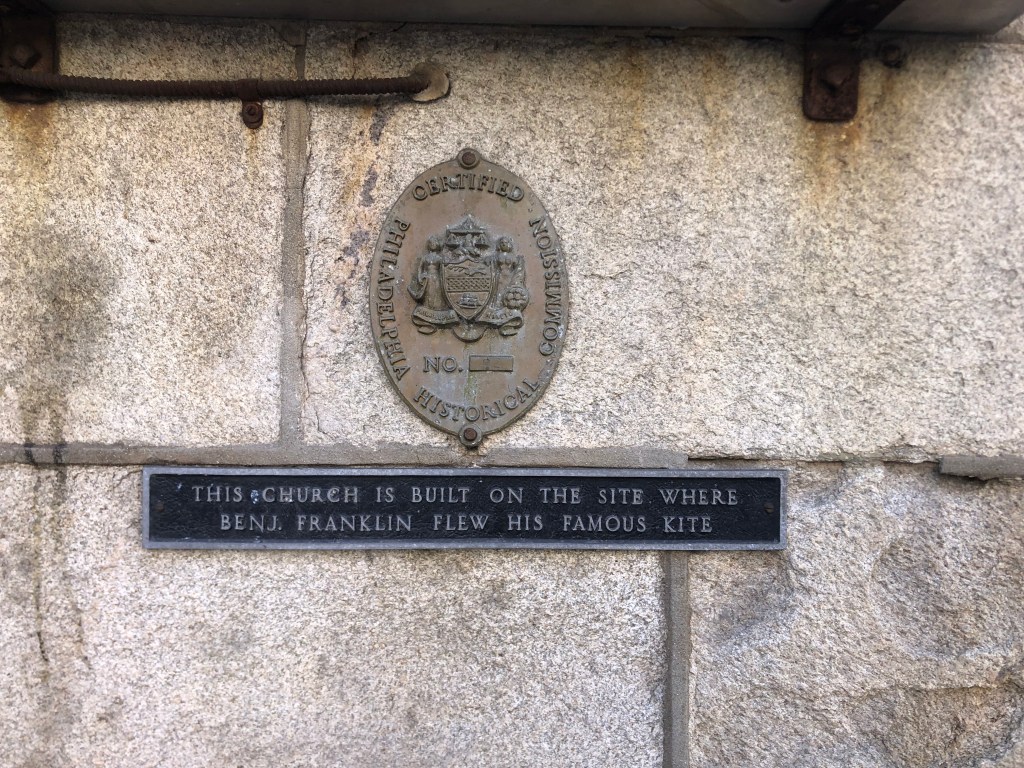 CERTIFIED
PHILADELPHIA HISTORICAL COMMISSION
NO.
THIS CHURCH IS BUILT ON THE SITE WHERE
BENJ. FRANKLIN FLEW HIS FAMOUS KITE